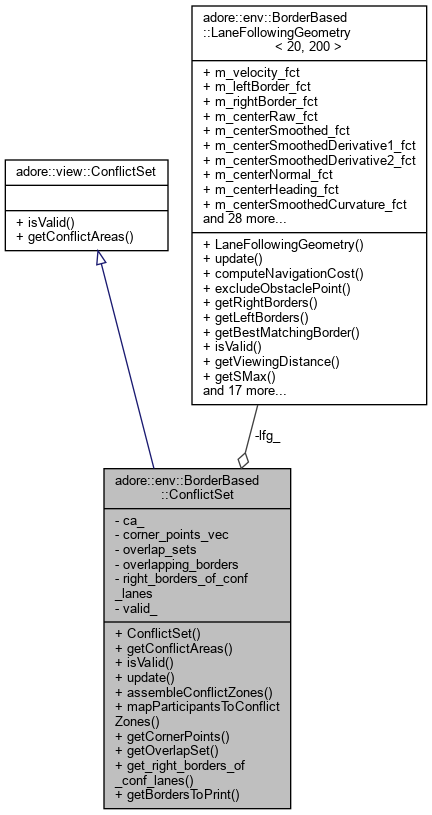 adore::env::BorderBased
::LaneFollowingGeometry
< 20, 200 >
+ m_velocity_fct
+ m_leftBorder_fct
+ m_rightBorder_fct
+ m_centerRaw_fct
+ m_centerSmoothed_fct
+ m_centerSmoothedDerivative1_fct
+ m_centerSmoothedDerivative2_fct
+ m_centerNormal_fct
+ m_centerHeading_fct
+ m_centerSmoothedCurvature_fct
and 28 more...
+ LaneFollowingGeometry()
+ update()
+ computeNavigationCost()
+ excludeObstaclePoint()
+ getRightBorders()
+ getLeftBorders()
+ getBestMatchingBorder()
+ isValid()
+ getViewingDistance()
+ getSMax()
and 17 more...
adore::view::ConflictSet
+ isValid()
+ getConflictAreas()
-lfg_
adore::env::BorderBased
::ConflictSet
- ca_
- corner_points_vec
- overlap_sets
- overlapping_borders
- right_borders_of_conf
_lanes
- valid_
+ ConflictSet()
+ getConflictAreas()
+ isValid()
+ update()
+ assembleConflictZones()
+ mapParticipantsToConflict
Zones()
+ getCornerPoints()
+ getOverlapSet()
+ get_right_borders_of
_conf_lanes()
+ getBordersToPrint()